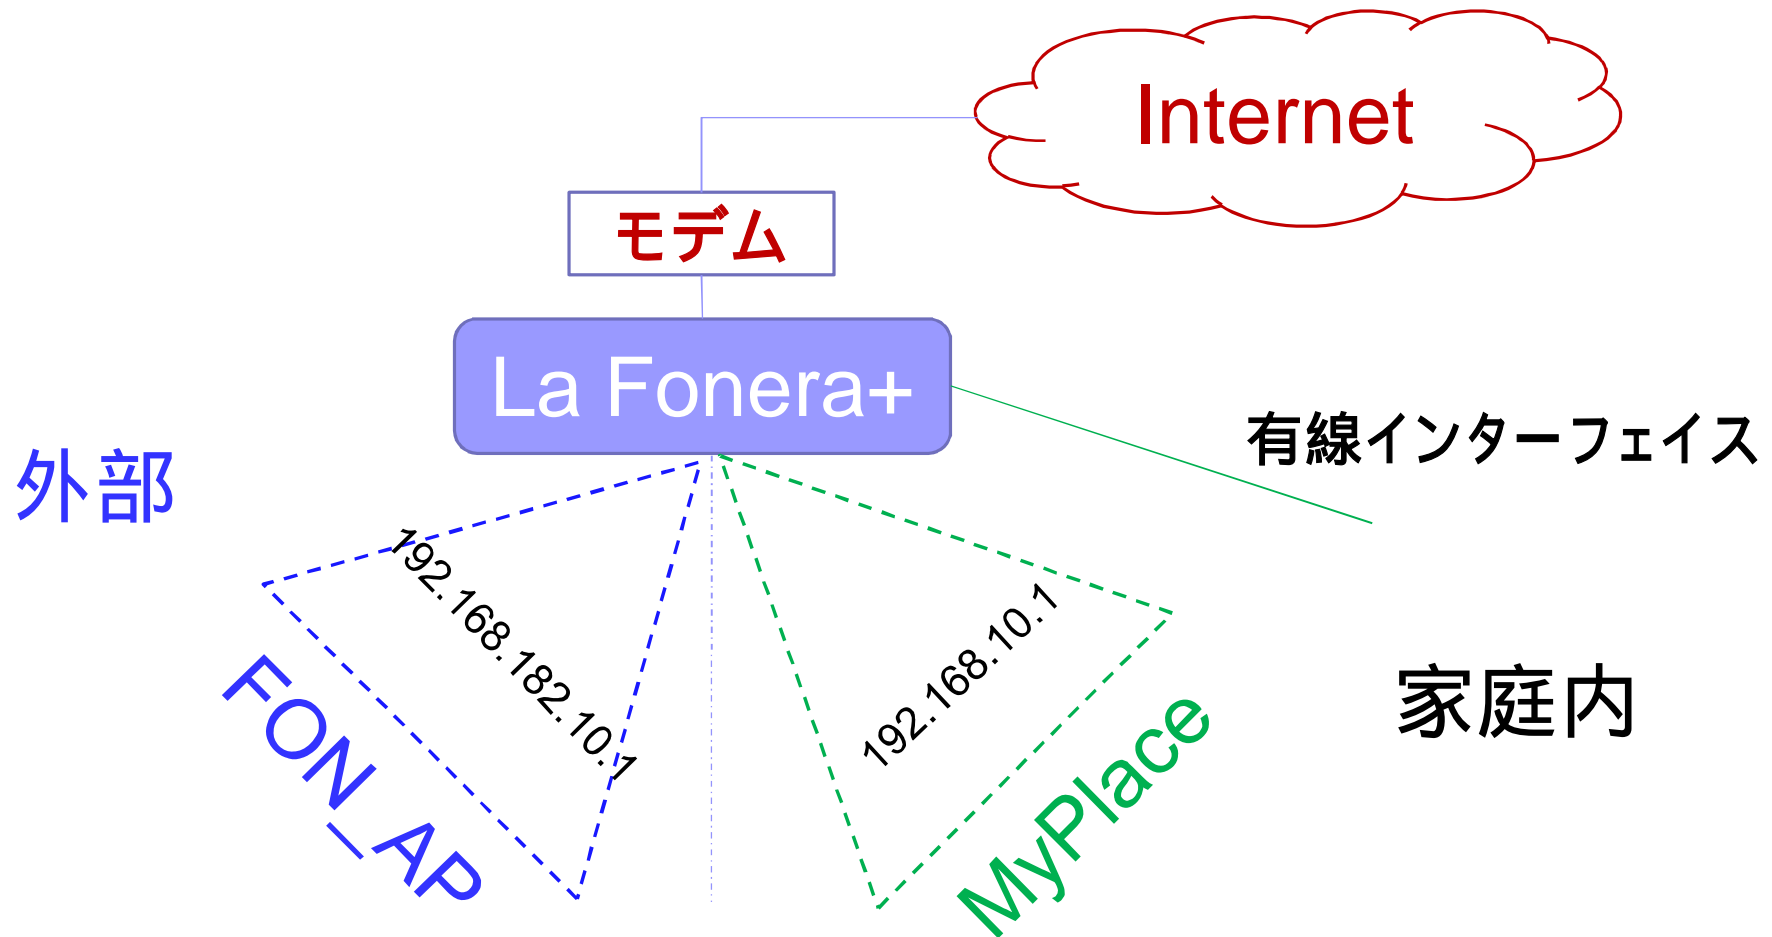 Internet
モデム
La Fonera+
有線インターフェイス
外部
192.168.182.10.1
192.168.10.1
FON_AP
MyPlace
家庭内